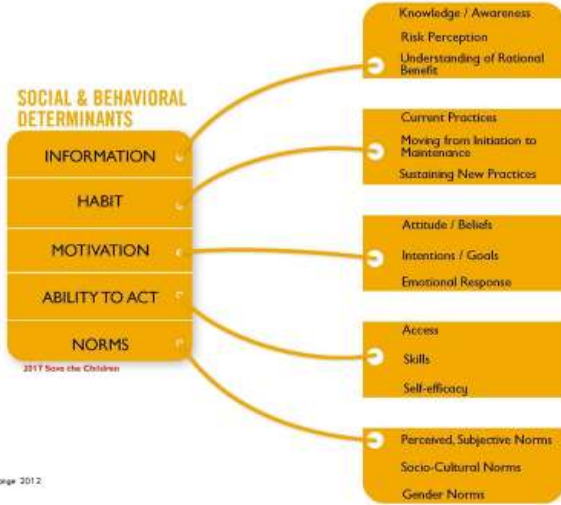 SOCIAL & BEHAVIORAL
DETERMINANTS
INFORMATION
HABIT
MOTIVATION
ABILITY TO ACT
NORMS
2017 Save the Children
Knowledge / Awareness
Risk Perception
Understanding of Rational
Benefit
Current Practices
Moving from Initiation to
Maintenance
Sustaining New Practices
Attitude / Beliefs
Intentions / Goals
Emotional Response
Access
Skills
Self-efficacy
Perceived, Subjective Norms
Socio-Cultural Norms
Gender Norms
2012